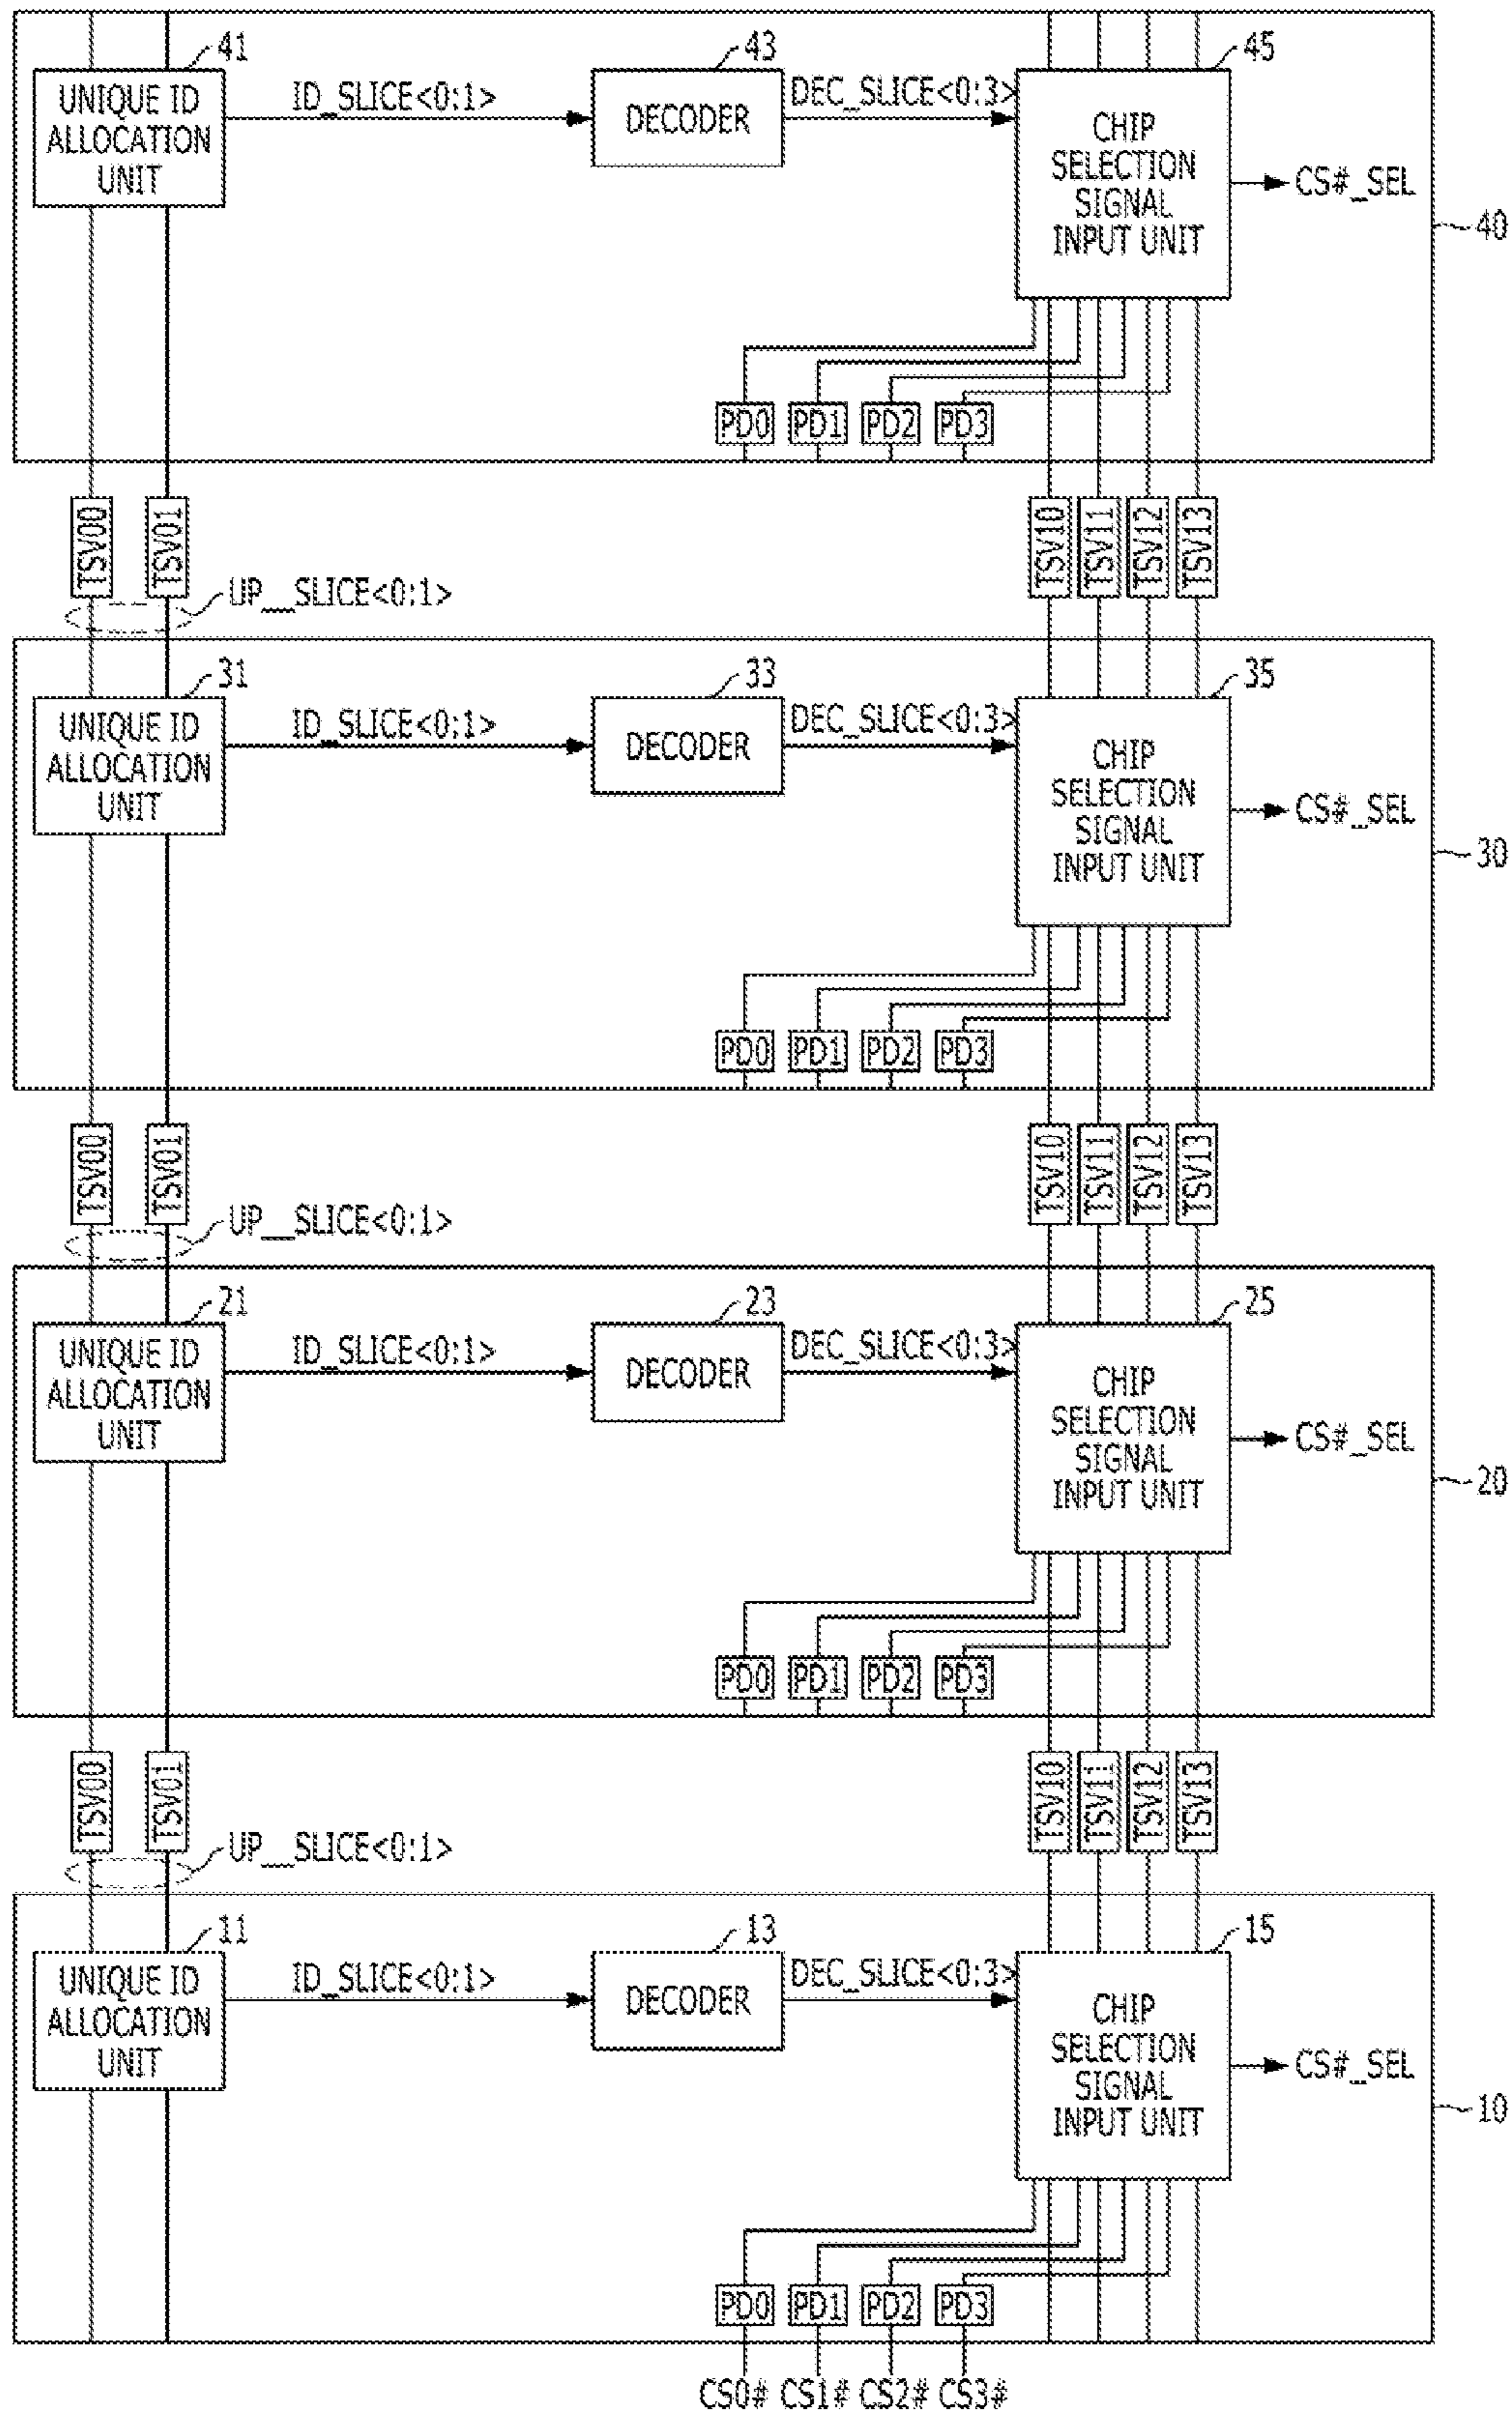 41
43
45
UNIQUE ID
ALLOCATION
UNIT
ID_SLICE<0:1>
DECODER
DEC_SLICE<0:3>
CHIP
SELECTION
SIGNAL
INPUT UNIT
CS#_SEL
40
PD0 PD1 PD2 PD3
TSV00
TSV01
TSV10
TSV11
TSV12
TSV13
UP__SLICE<0:1>
31
33
35
UNIQUE ID
ALLOCATION
UNIT
ID_SLICE<0:1>
DECODER
DEC_SLICE<0:3>
CHIP
SELECTION
SIGNAL
INPUT UNIT
CS#_SEL
30
PD0 PD1 PD2 PD3
TSV00
TSV01
TSV10
TSV11
TSV12
TSV13
UP__SLICE<0:1>
21
23
25
UNIQUE ID
ALLOCATION
UNIT
ID_SLICE<0:1>
DECODER
DEC_SLICE<0:3>
CHIP
SELECTION
SIGNAL
INPUT UNIT
CS#_SEL
20
PD0 PD1 PD2 PD3
TSV00
TSV01
TSV10
TSV11
TSV12
TSV13
UP__SLICE<0:1>
11
13
15
UNIQUE ID
ALLOCATION
UNIT
ID_SLICE<0:1>
DECODER
DEC_SLICE<0:3>
CHIP
SELECTION
SIGNAL
INPUT UNIT
CS#_SEL
10
PD0 PD1 PD2 PD3
CS0# CS1# CS2# CS3#